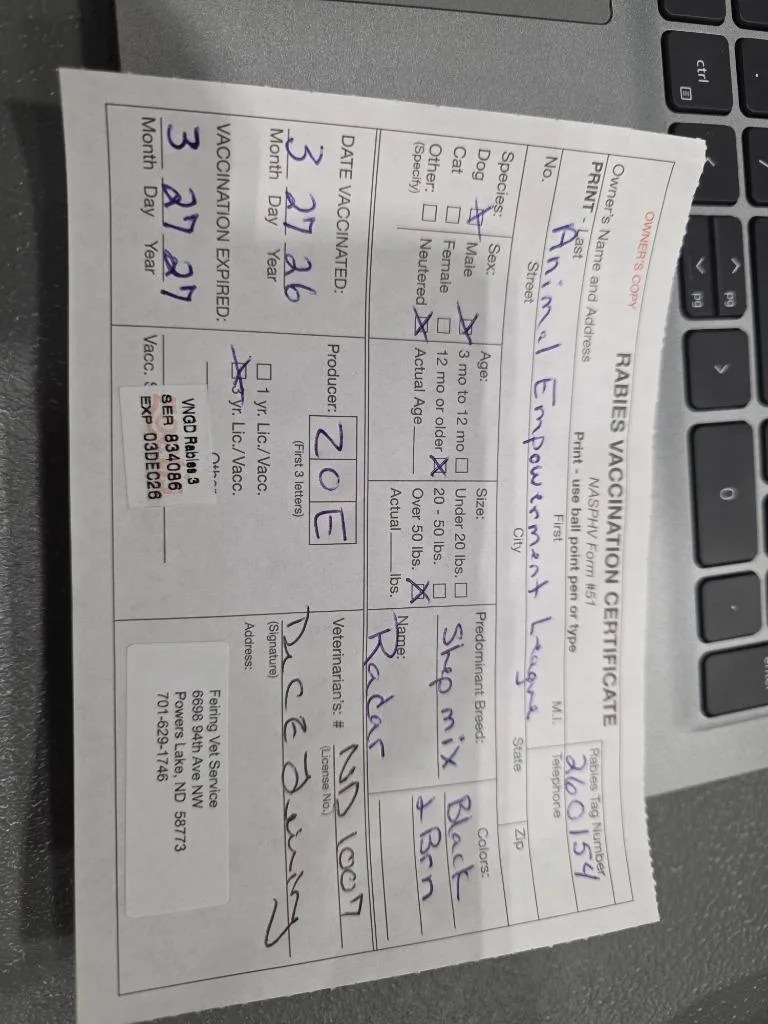 OWNER'S COPY
RABIES VACCINATION CERTIFICATE
NASPHV Form #51
Owner's Name and Address
Print - use ball point pen or type
Rabies Tag Number
260154
PRINT - Last First M.I. Telephone
Animal Empowerment League
No. Street City State Zip
Species: Sex: Age: Size: Predominant Breed: Colors:
Dog ☒ Male ☒ 3 mo to 12 mo ☐ Under 20 lbs. ☐ Shep mix Black
Cat ☐ Female ☐ 12 mo or older ☒ 20 - 50 lbs. ☐ + Brn
Other: ☐ Neutered ☒ Actual Age Over 50 lbs. ☒ Name:
(Specify) Actual lbs. Radar
DATE VACCINATED: Producer: ZOE Veterinarian's: # ND 1007
3 27 26 (First 3 letters) (License No.)
Month Day Year
☐ 1 yr. Lic./Vacc.
(Signature)
VACCINATION EXPIRED: ☒ 3 yr. Lic./Vacc. Address:
3 27 27
Month Day Year
Vacc.
VNGD Rabies 3
SER 834086
EXP 03DEC26
Feiring Vet Service
6698 94th Ave NW
Powers Lake, ND 58773
701-629-1746
ctrl
pg
pg
0